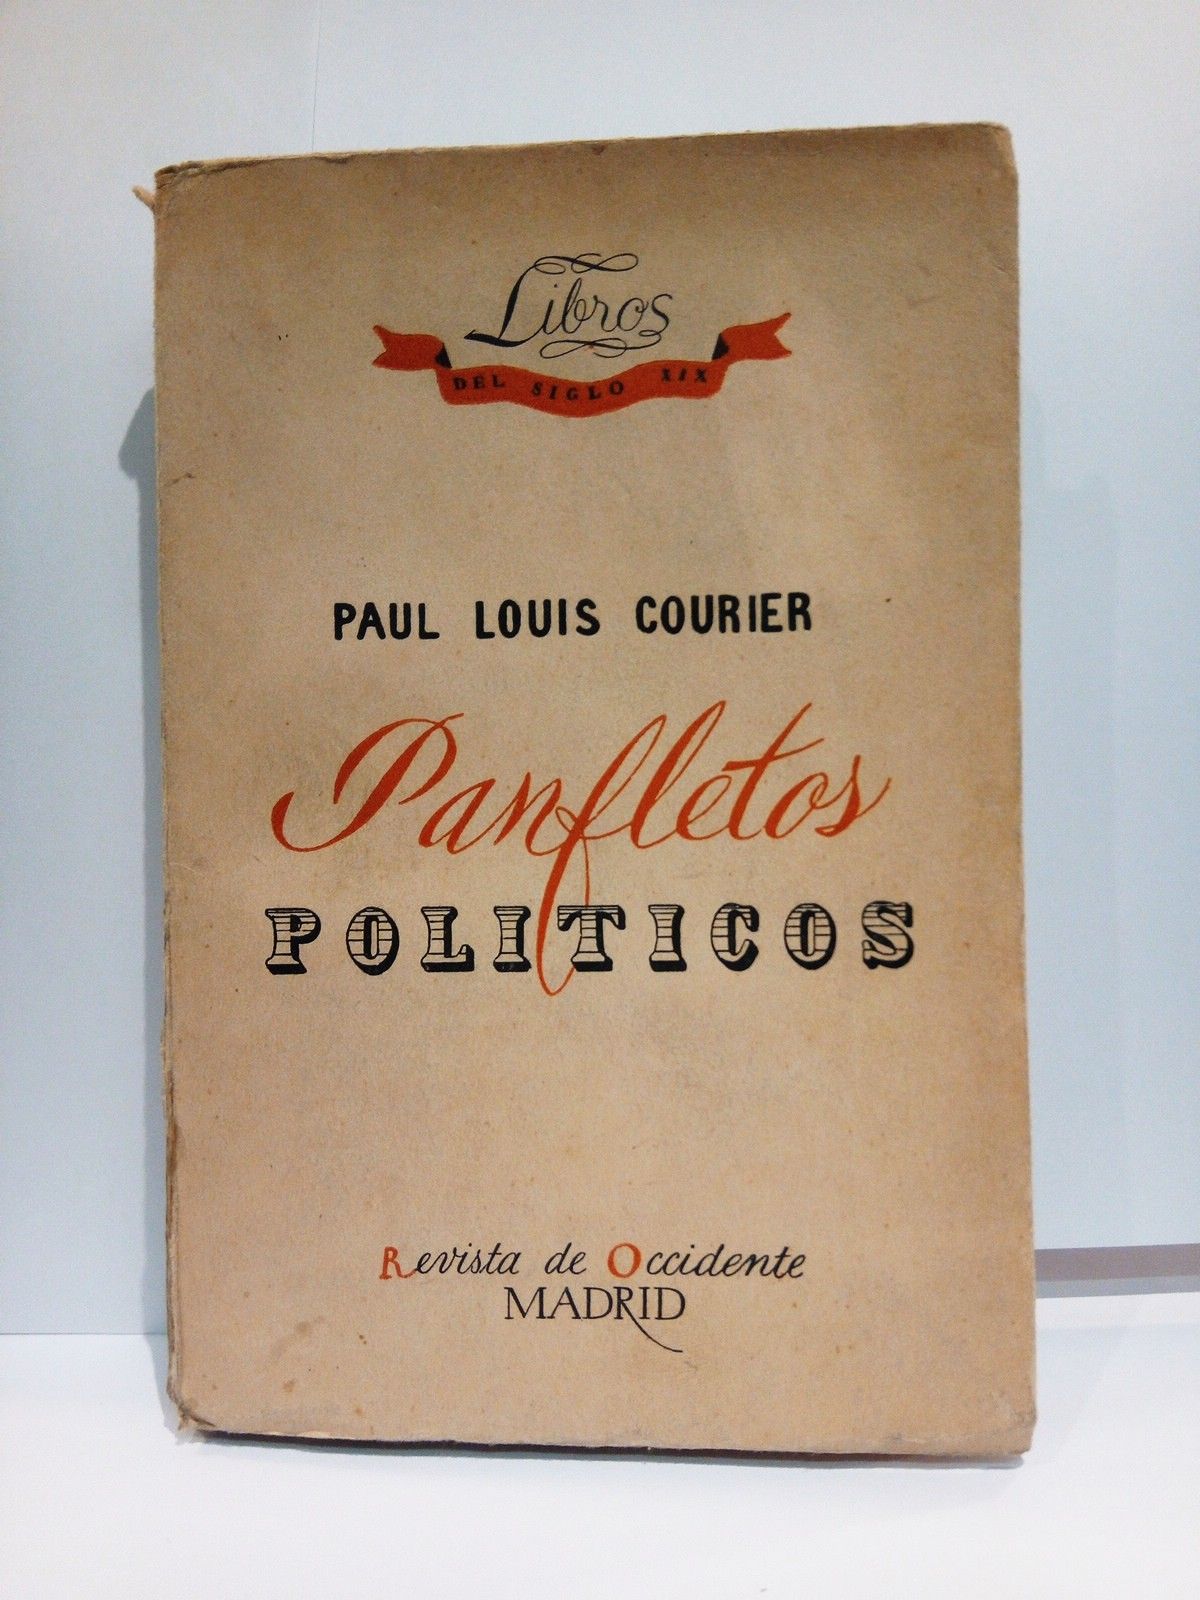 Libros
DEL SIGLO XIX
PAUL LOUIS COURIER
Panfletos
POLITICOS
Revista de Occidente
MADRID